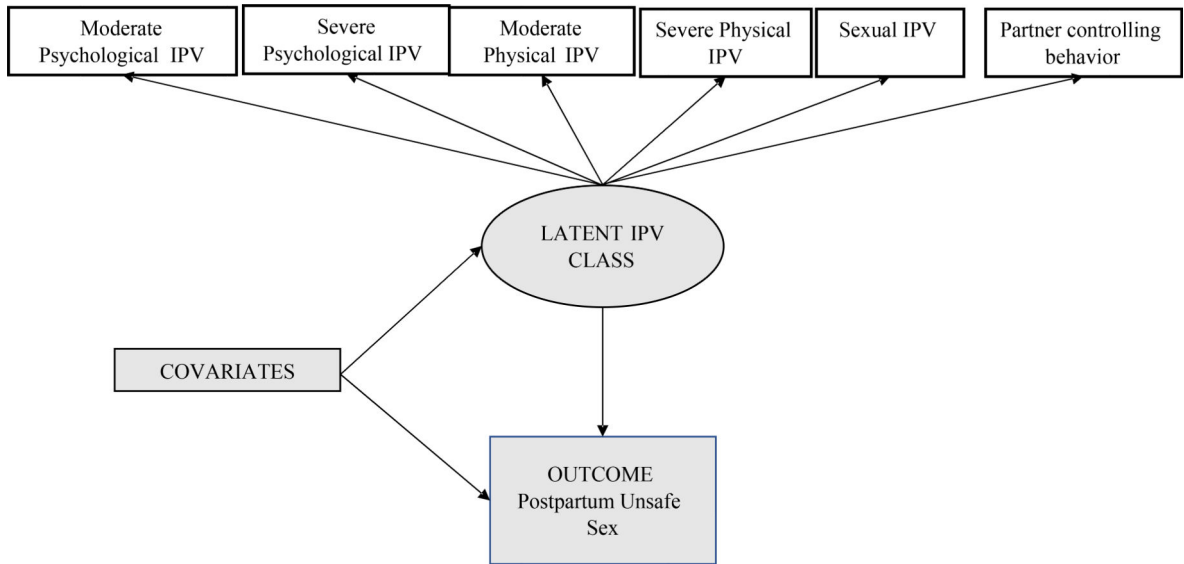 Moderate
Psychological IPV
Severe
Psychological IPV
Moderate
Physical IPV
Severe Physical
IPV
Sexual IPV
Partner controlling
behavior
LATENT IPV
CLASS
COVARIATES
OUTCOME
Postpartum Unsafe
Sex